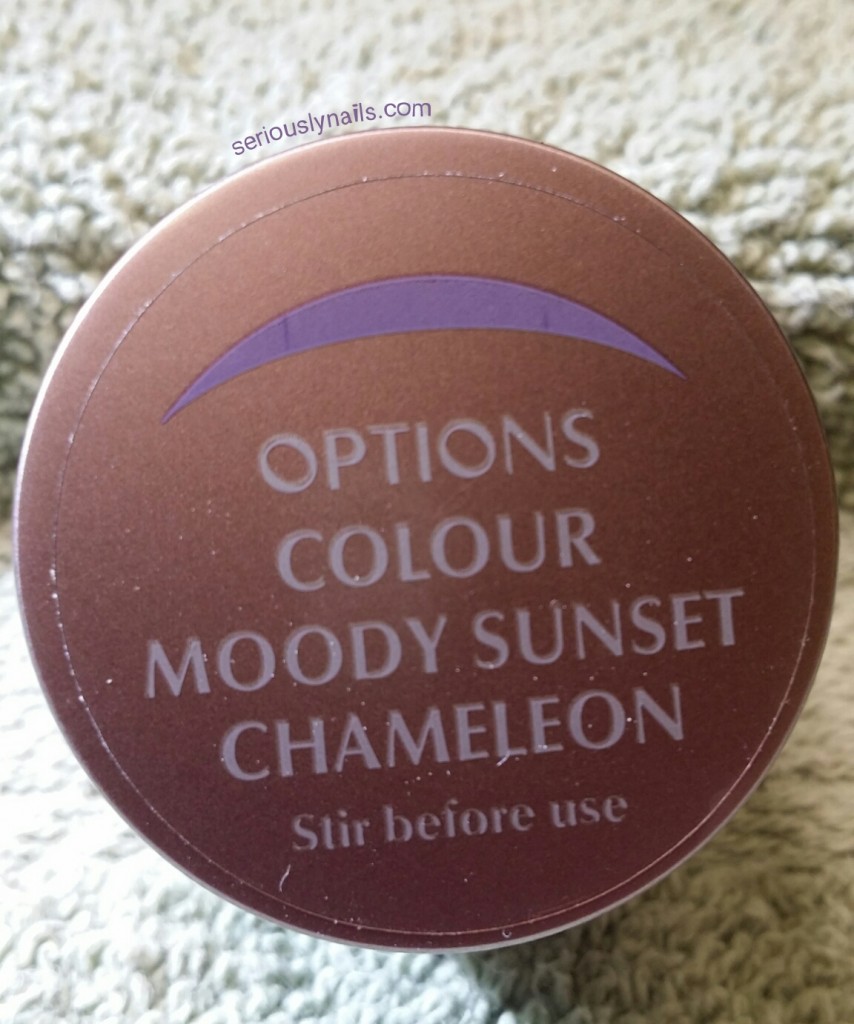 seriouslynails.com
OPTIONS
COLOUR
MOODY SUNSET
CHAMELEON
Stir before use